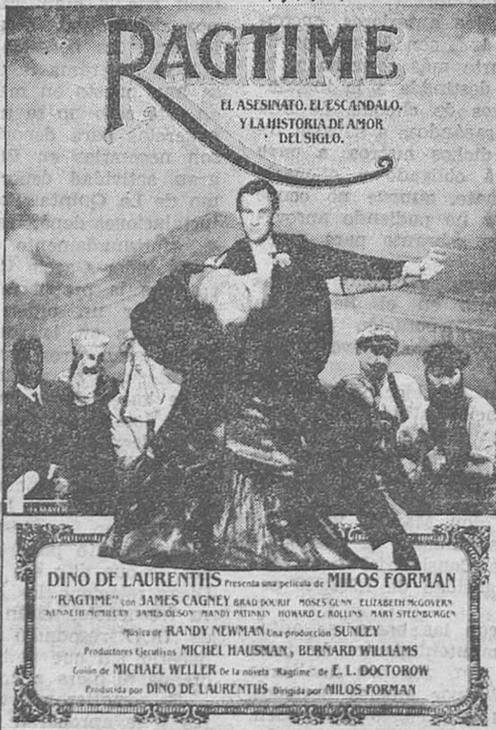 RAGTIME
EL ASESINATO. EL ESCANDALO.
Y LA HISTORIA DE AMOR
DEL SIGLO.
DINO DE LAURENTIIS Presenta una película de MILOS FORMAN
"RAGTIME" con JAMES CAGNEY BRAD DOURIF MOSES GUNN ELIZABETH McGOVERN
KENNETH McMILLAN JAMES OLSON MANDY PATINKIN HOWARD E. ROLLINS MARY STEENBURGEN
Música de RANDY NEWMAN Una producción SUNLEY
Productores Ejecutivos MICHEL HAUSMAN, BERNARD WILLIAMS
Guión de MICHAEL WELLER De la novela "Ragtime" de E. L. DOCTOROW
Producida por DINO DE LAURENTIIS Dirigida por MILOS FORMAN